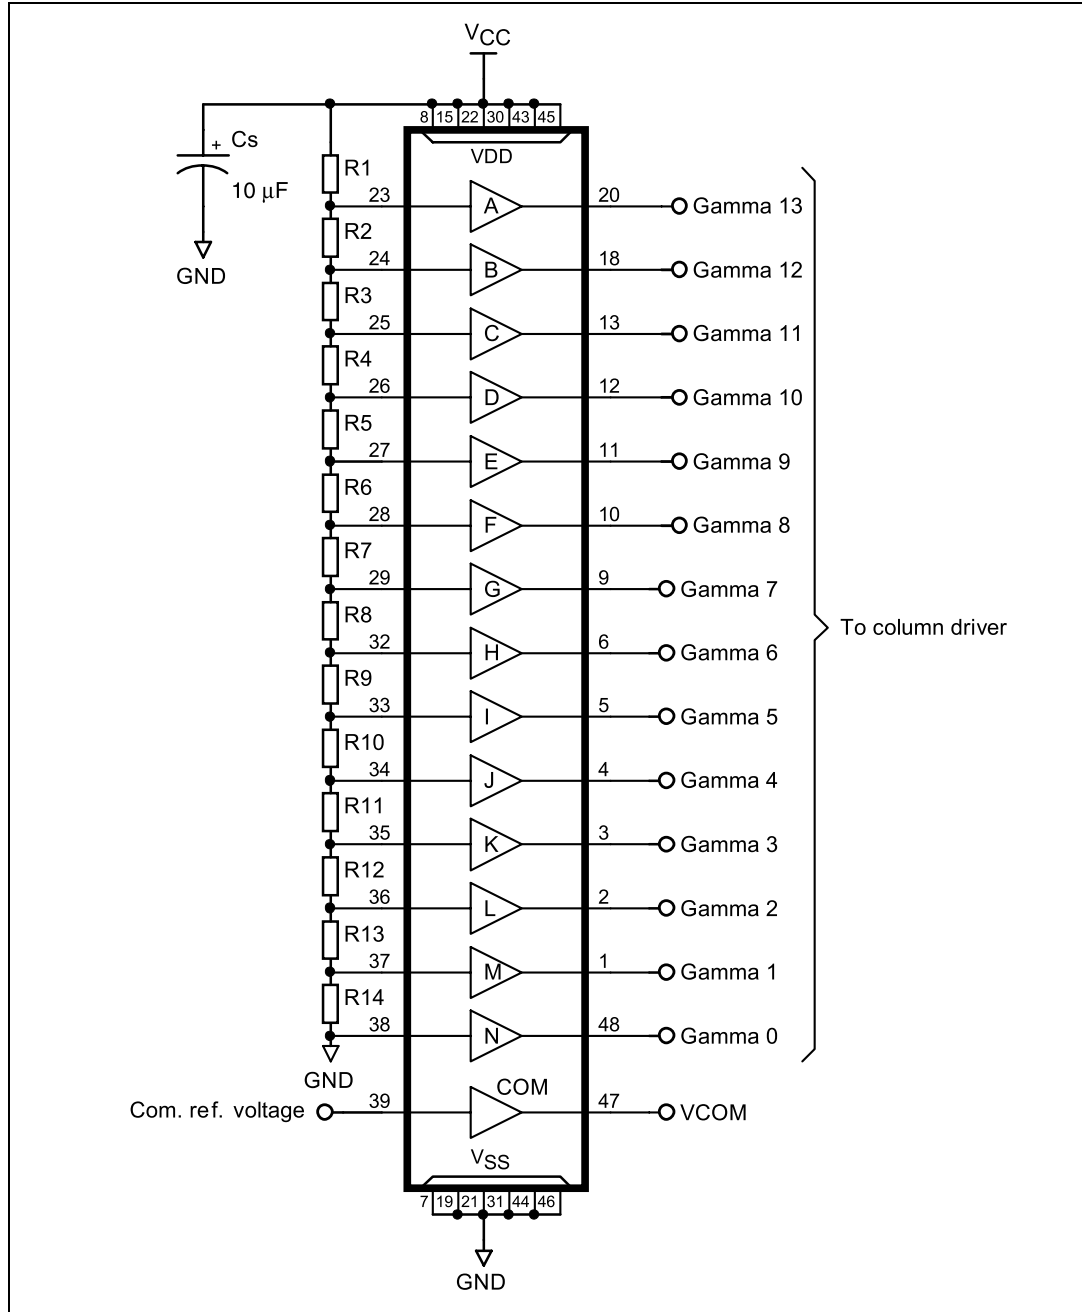 VCC
8 15 22 30 43 45
+ Cs
10 µF
GND
VDD
R1
23 A 20 Gamma 13
R2
24 B 18 Gamma 12
R3
25 C 13 Gamma 11
R4
26 D 12 Gamma 10
R5
27 E 11 Gamma 9
R6
28 F 10 Gamma 8
R7
29 G 9 Gamma 7
R8
To column driver
32 H 6 Gamma 6
R9
33 I 5 Gamma 5
R10
34 J 4 Gamma 4
R11
35 K 3 Gamma 3
R12
36 L 2 Gamma 2
R13
37 M 1 Gamma 1
R14
38 N 48 Gamma 0
GND
COM
Com. ref. voltage 39 47 VCOM
VSS
7 19 21 31 44 46
GND